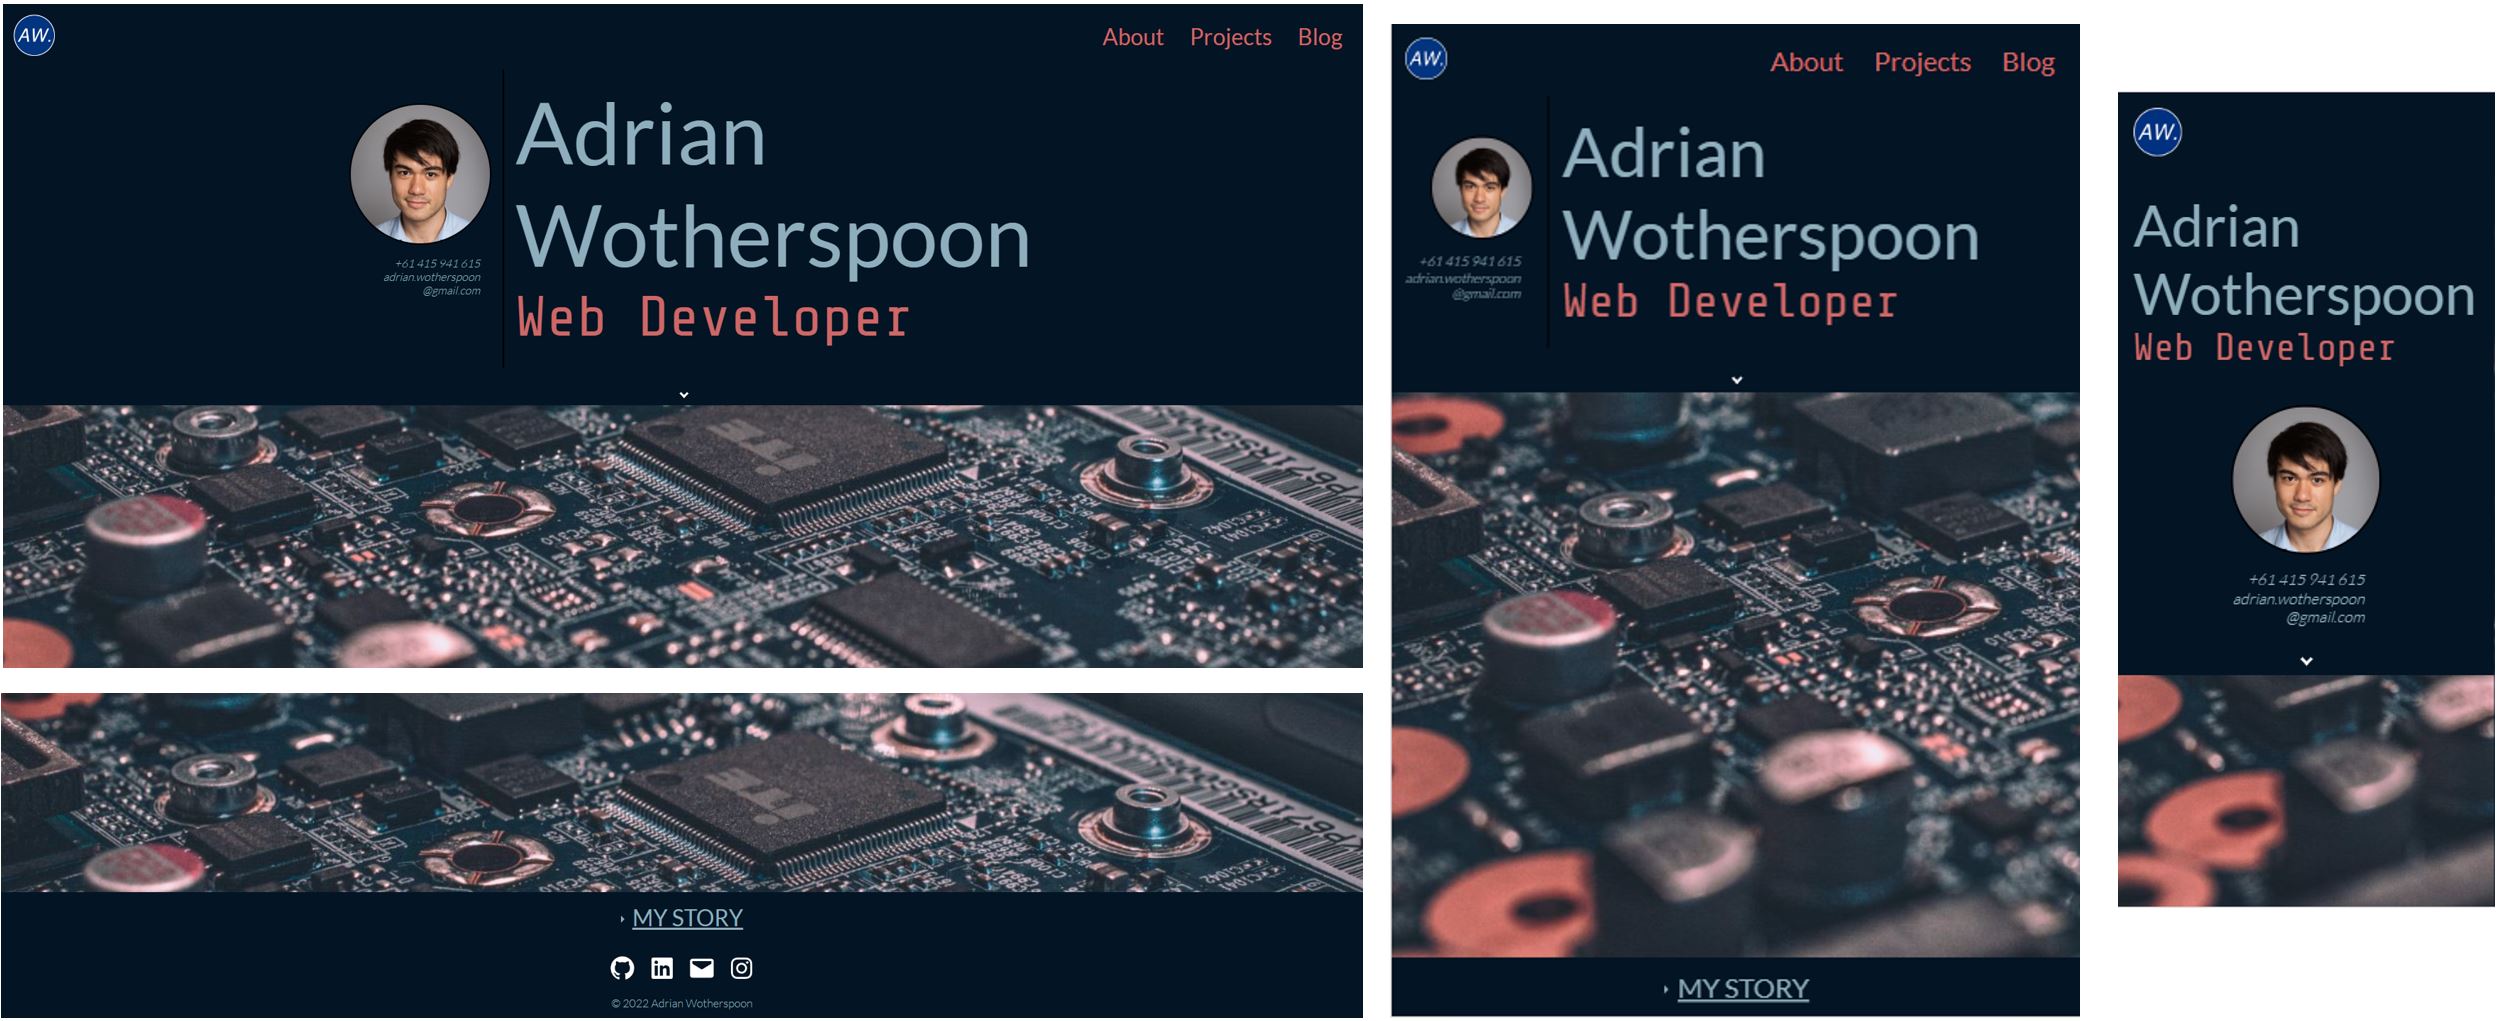 AW.
About Projects Blog
Adrian
Wotherspoon
Web Developer
+61 415 941 615
adrian.wotherspoon
@gmail.com
MY STORY
© 2022 Adrian Wotherspoon
AW.
About Projects Blog
Adrian
Wotherspoon
Web Developer
+61 415 941 615
adrian.wotherspoon
@gmail.com
MY STORY
AW.
Adrian
Wotherspoon
Web Developer
+61 415 941 615
adrian.wotherspoon
@gmail.com